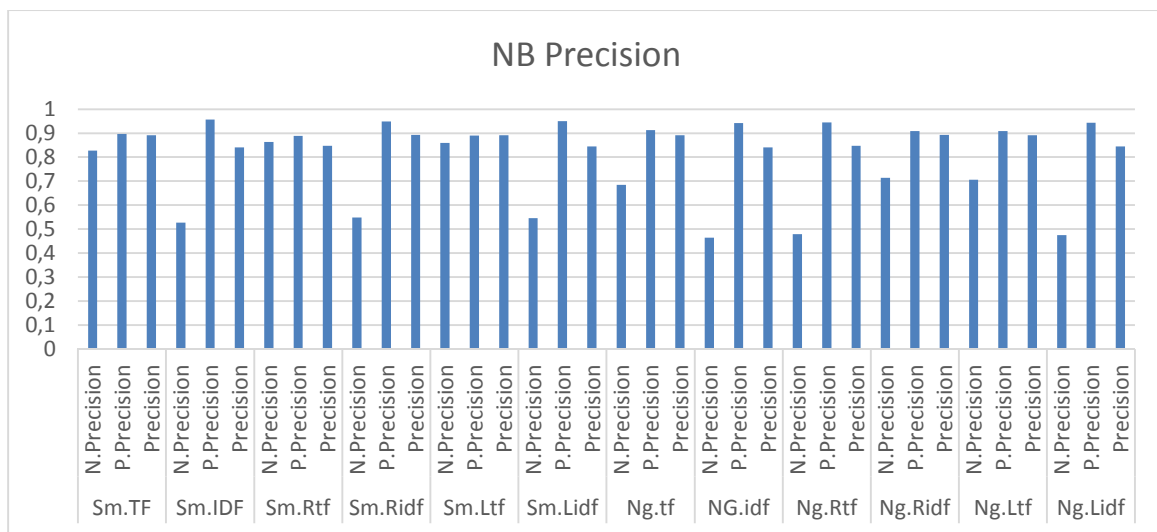 NB Precision
1
0,9
0,8
0,7
0,6
0,5
0,4
0,3
0,2
0,1
0
N.Precision
P.Precision
Precision
N.Precision
P.Precision
Precision
N.Precision
P.Precision
Precision
N.Precision
P.Precision
Precision
N.Precision
P.Precision
Precision
N.Precision
P.Precision
Precision
N.Precision
P.Precision
Precision
N.Precision
P.Precision
Precision
N.Precision
P.Precision
Precision
N.Precision
P.Precision
Precision
N.Precision
P.Precision
Precision
N.Precision
P.Precision
Precision
Sm.TF Sm.IDF Sm.Rtf Sm.Ridf Sm.Ltf Sm.Lidf Ng.tf NG.idf Ng.Rtf Ng.Ridf Ng.Ltf Ng.Lidf